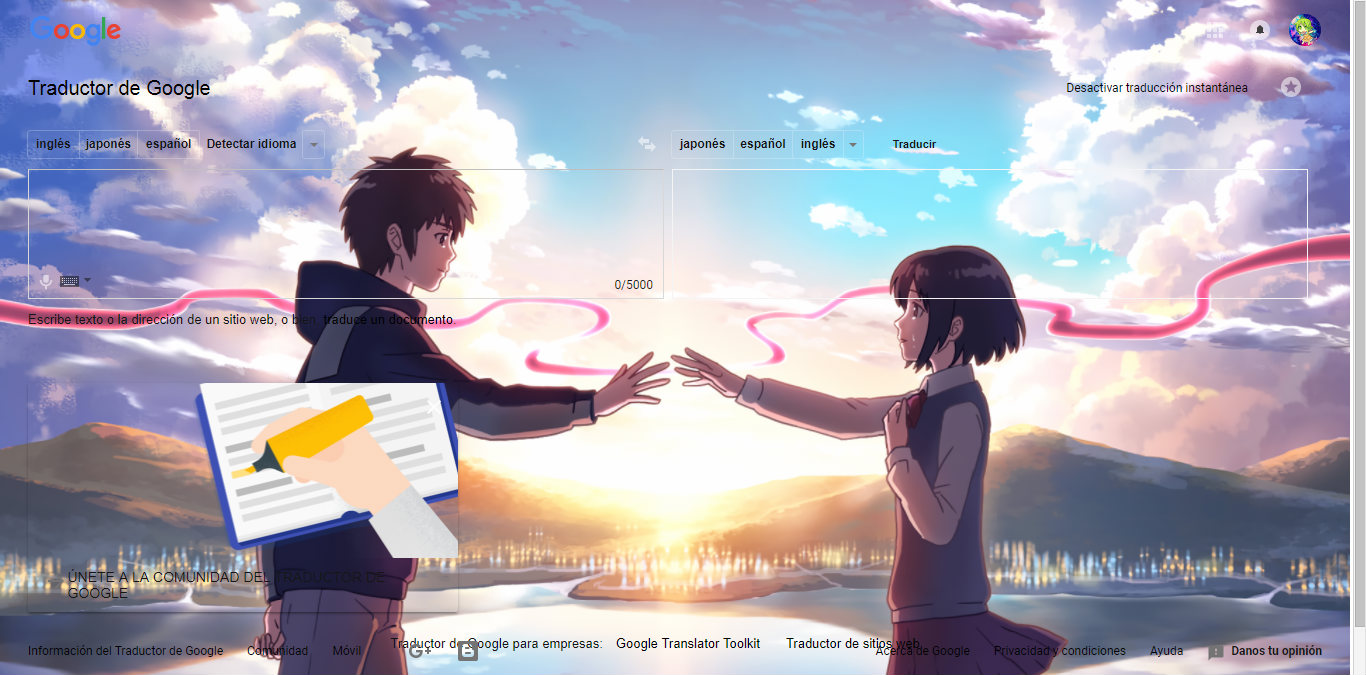 Google
Traductor de Google
Desactivar traducción instantánea
inglés japonés español Detectar idioma
japonés español inglés Traducir
0/5000
Escribe texto o la dirección de un sitio web, o bien, traduce un documento.
ÚNETE A LA COMUNIDAD DEL TRADUCTOR DE
GOOGLE
Traductor de Google para empresas: Google Translator Toolkit Traductor de sitios web
Información del Traductor de Google Comunidad Móvil G+ Acerca de Google Privacidad y condiciones Ayuda Danos tu opinión